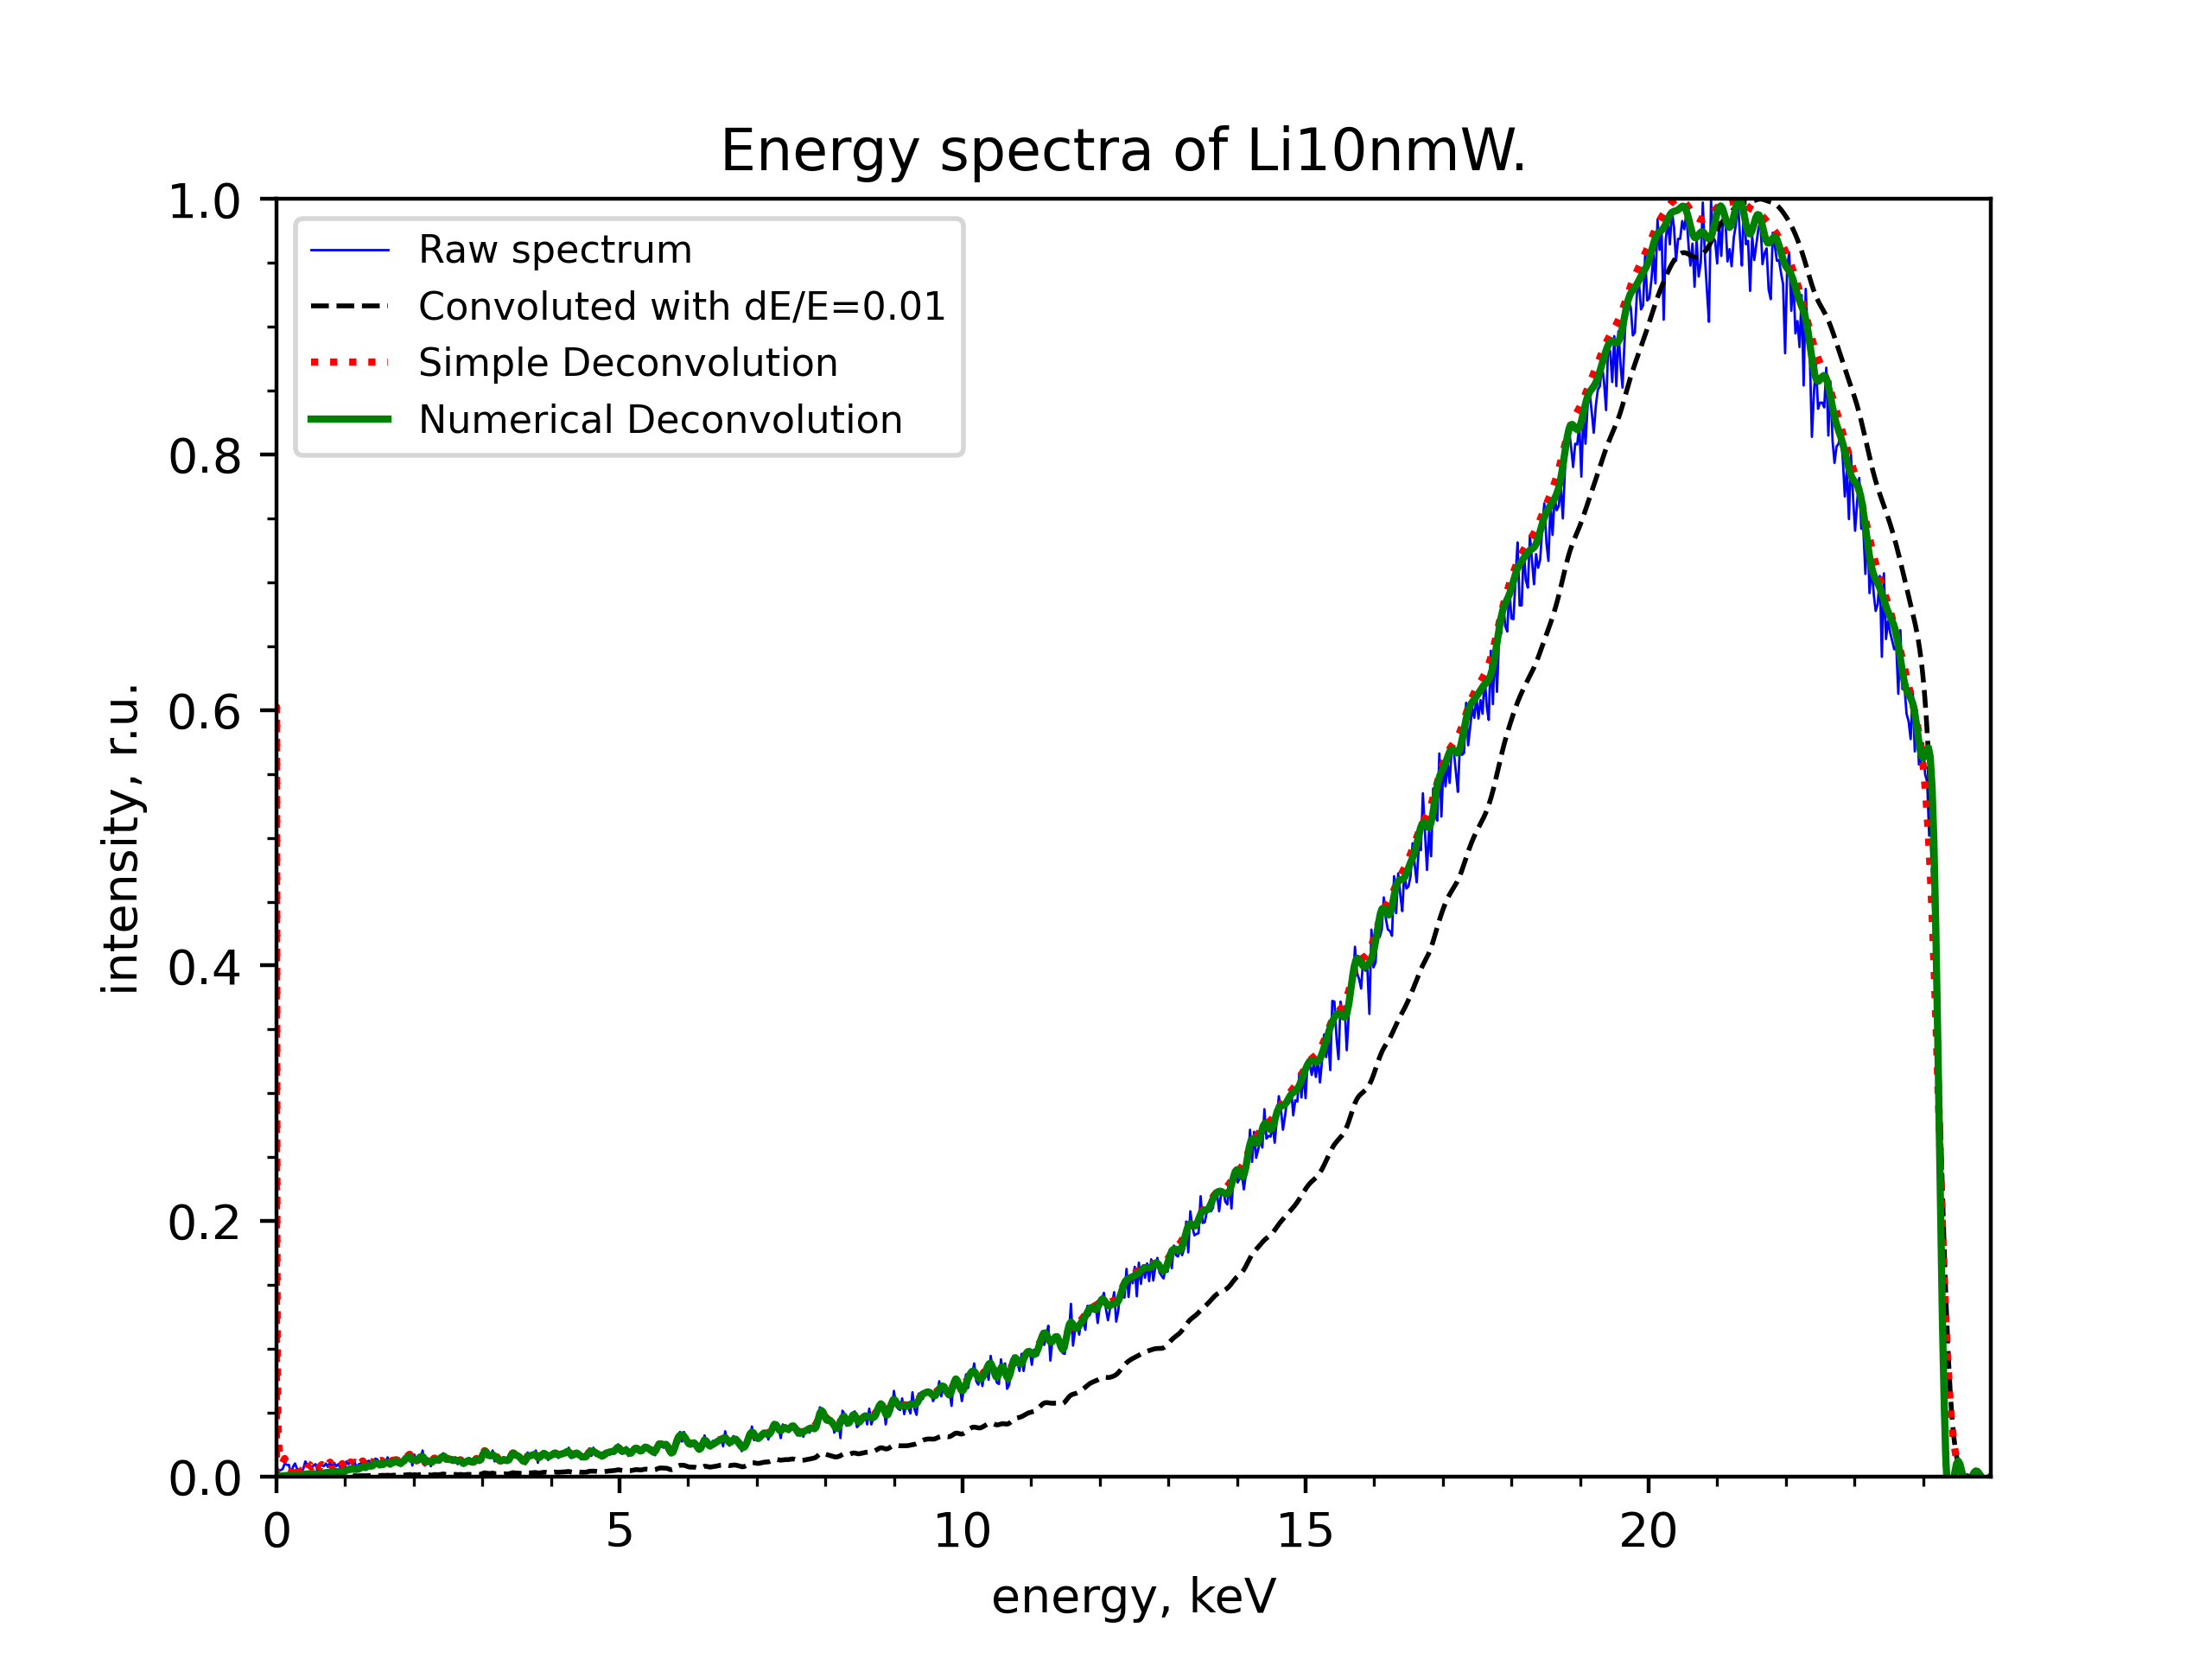 Energy spectra of Li10nmW.
1.0
0.8
0.6
0.4
0.2
0.0
intensity, r.u.
Raw spectrum
Convoluted with dE/E=0.01
Simple Deconvolution
Numerical Deconvolution
0 5 10 15 20
energy, keV